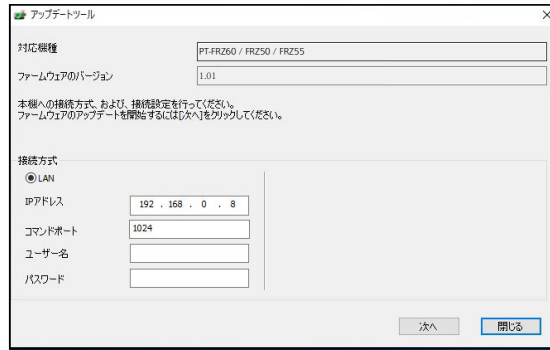 アップデートツール
対応機種 PT-FRZ60 / FRZ50 / FRZ55
ファームウェアのバージョン 1.01
本機への接続方式、および、接続設定を行ってください。
ファームウェアのアップデートを開始するには[次へ]をクリックしてください。
接続方式
LAN
IPアドレス 192 . 168 . 0 . 8
コマンドポート 1024
ユーザー名
パスワード
次へ 閉じる